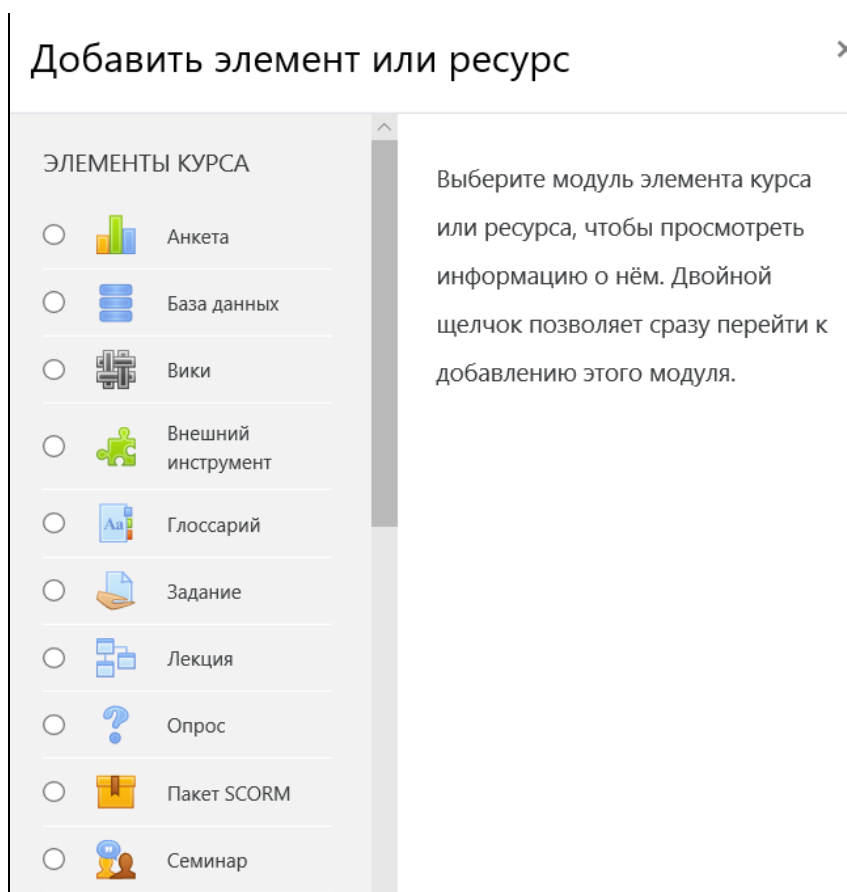 Добавить элемент или ресурс
ЭЛЕМЕНТЫ КУРСА
Анкета
База данных
Вики
Внешний
инструмент
Aa
Глоссарий
Задание
Лекция
Опрос
Пакет SCORM
Семинар
Выберите модуль элемента курса
или ресурса, чтобы просмотреть
информацию о нём. Двойной
щелчок позволяет сразу перейти к
добавлению этого модуля.